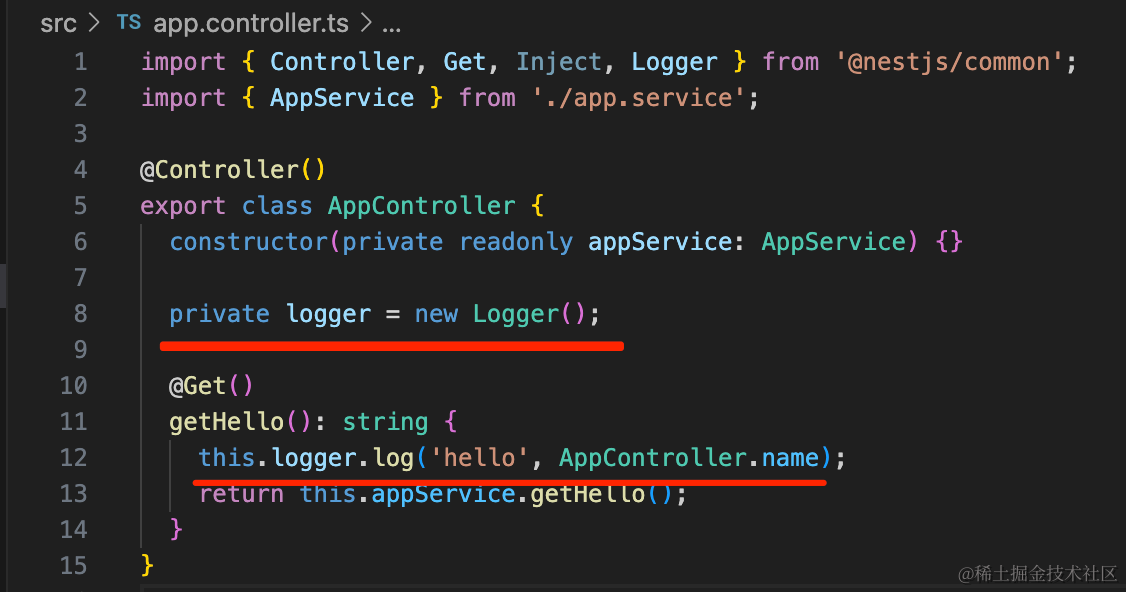 src > TS app.controller.ts > ...
1 import { Controller, Get, Inject, Logger } from '@nestjs/common';
2 import { AppService } from './app.service';
3
4 @Controller()
5 export class AppController {
6 constructor(private readonly appService: AppService) {}
7
8 private logger = new Logger();
9
10 @Get()
11 getHello(): string {
12 this.logger.log('hello', AppController.name);
13 return this.appService.getHello();
14 }
15 }
@稀土掘金技术社区